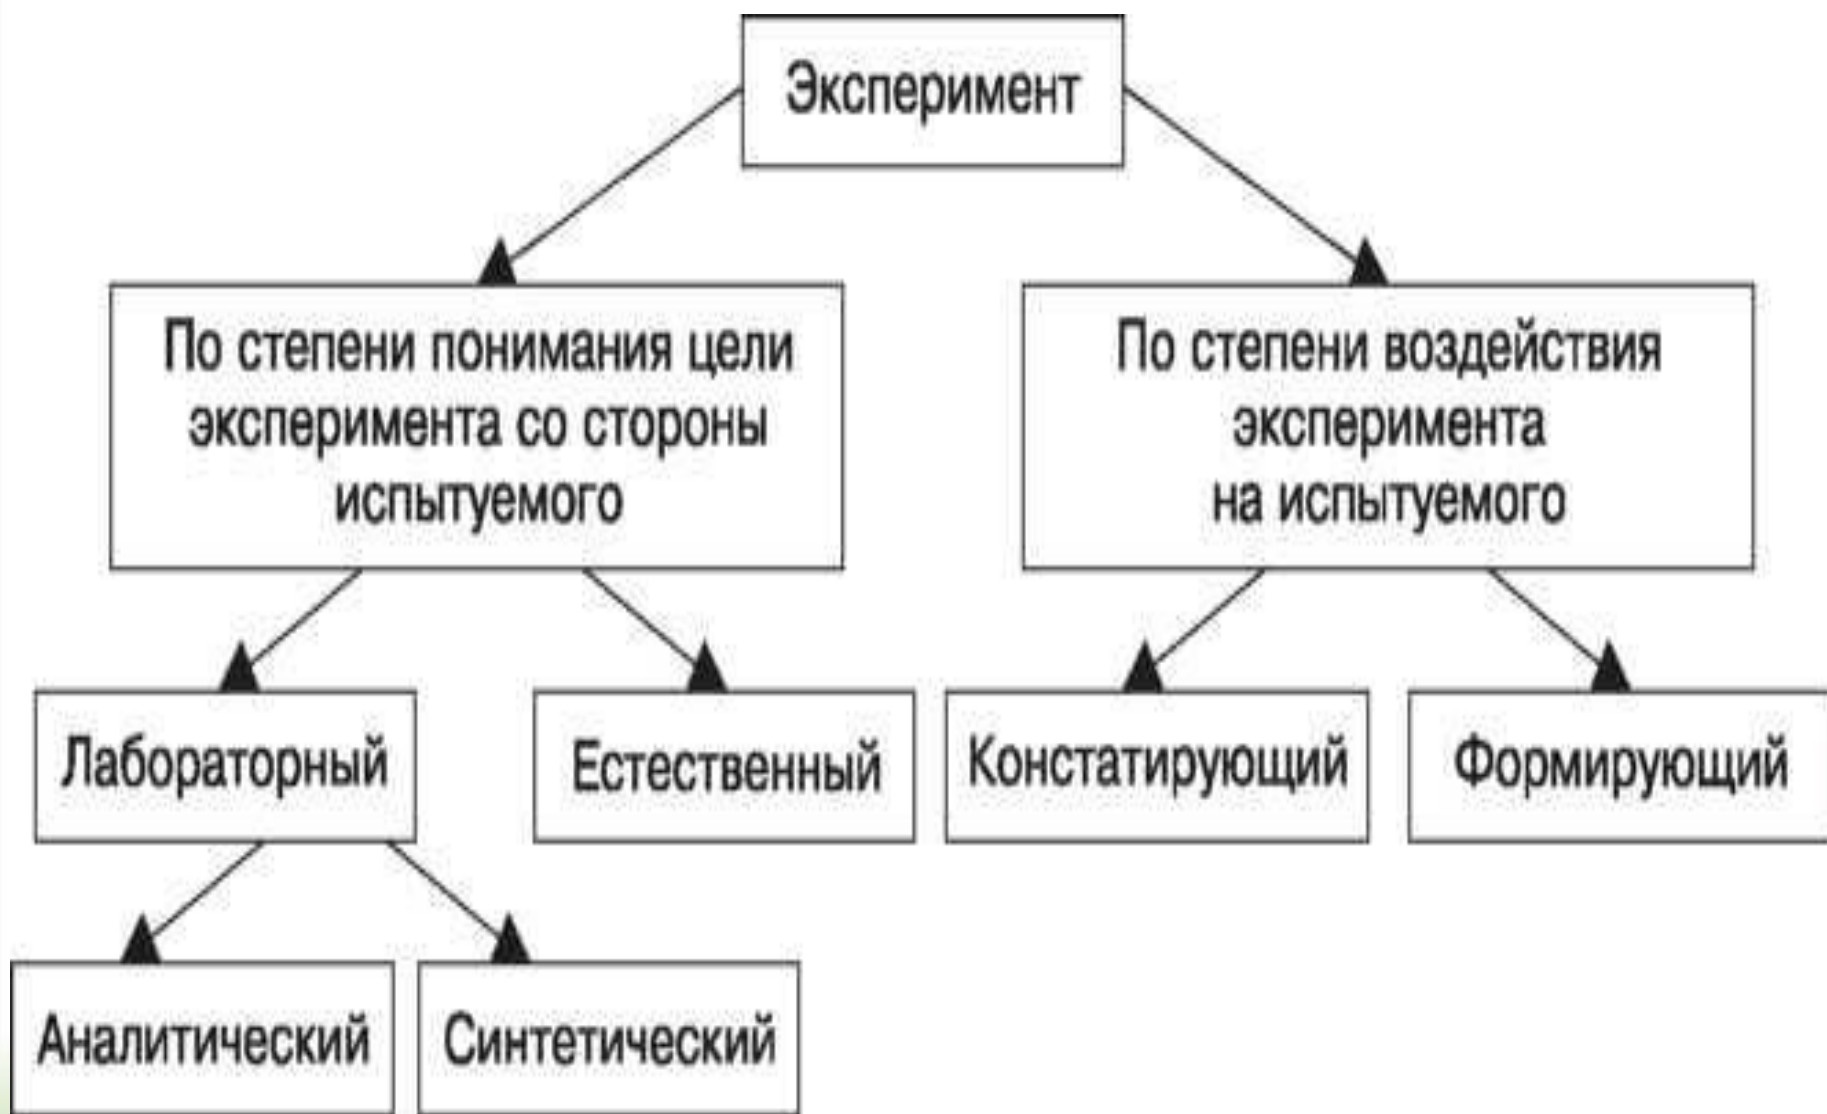 Эксперимент
По степени понимания цели
эксперимента со стороны
испытуемого
По степени воздействия
эксперимента
на испытуемого
Лабораторный
Естественный
Констатирующий
Формирующий
Аналитический
Синтетический